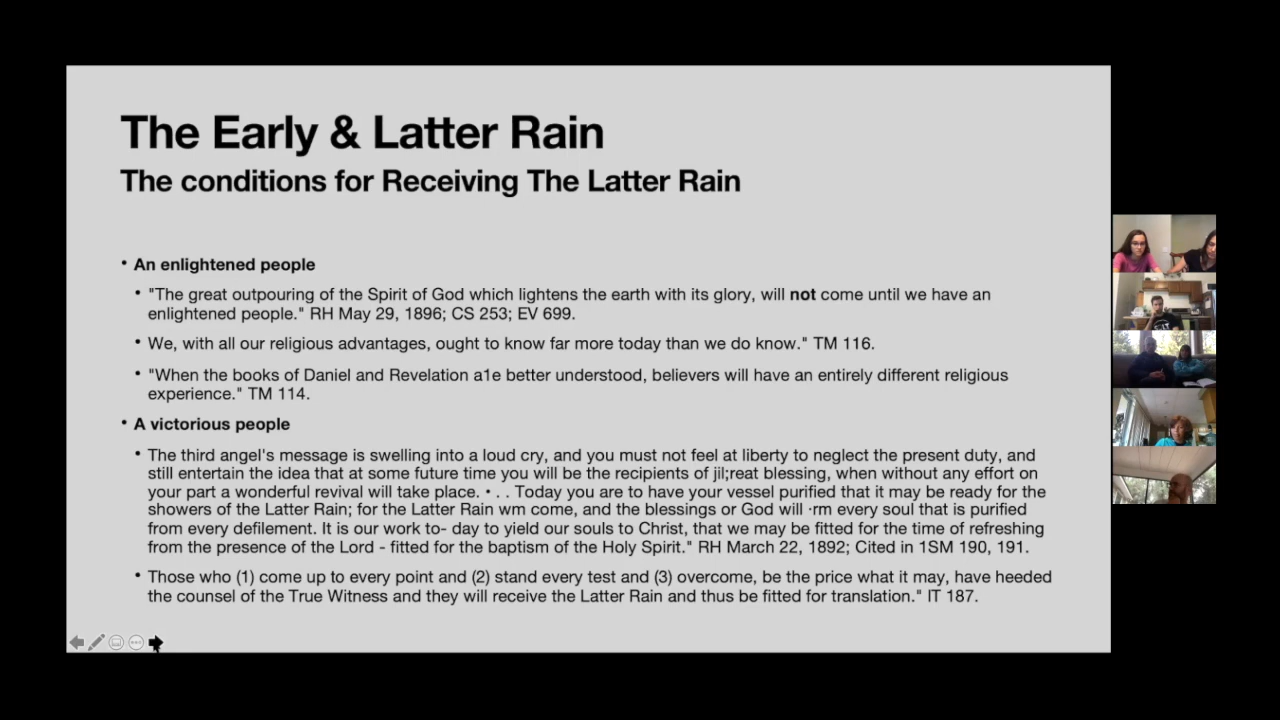 The Early & Latter Rain
The conditions for Receiving The Latter Rain
• An enlightened people
• "The great outpouring of the Spirit of God which lightens the earth with its glory, will not come until we have an
enlightened people." RH May 29, 1896; CS 253; EV 699.
• We, with all our religious advantages, ought to know far more today than we do know." TM 116.
• "When the books of Daniel and Revelation a1e better understood, believers will have an entirely different religious
experience." TM 114.
• A victorious people
• The third angel's message is swelling into a loud cry, and you must not feel at liberty to neglect the present duty, and
still entertain the idea that at some future time you will be the recipients of jil;reat blessing, when without any effort on
your part a wonderful revival will take place. • . . Today you are to have your vessel purified that it may be ready for the
showers of the Latter Rain; for the Latter Rain wm come, and the blessings or God will ·rm every soul that is purified
from every defilement. It is our work to- day to yield our souls to Christ, that we may be fitted for the time of refreshing
from the presence of the Lord - fitted for the baptism of the Holy Spirit." RH March 22, 1892; Cited in 1SM 190, 191.
• Those who (1) come up to every point and (2) stand every test and (3) overcome, be the price what it may, have heeded
the counsel of the True Witness and they will receive the Latter Rain and thus be fitted for translation." IT 187.